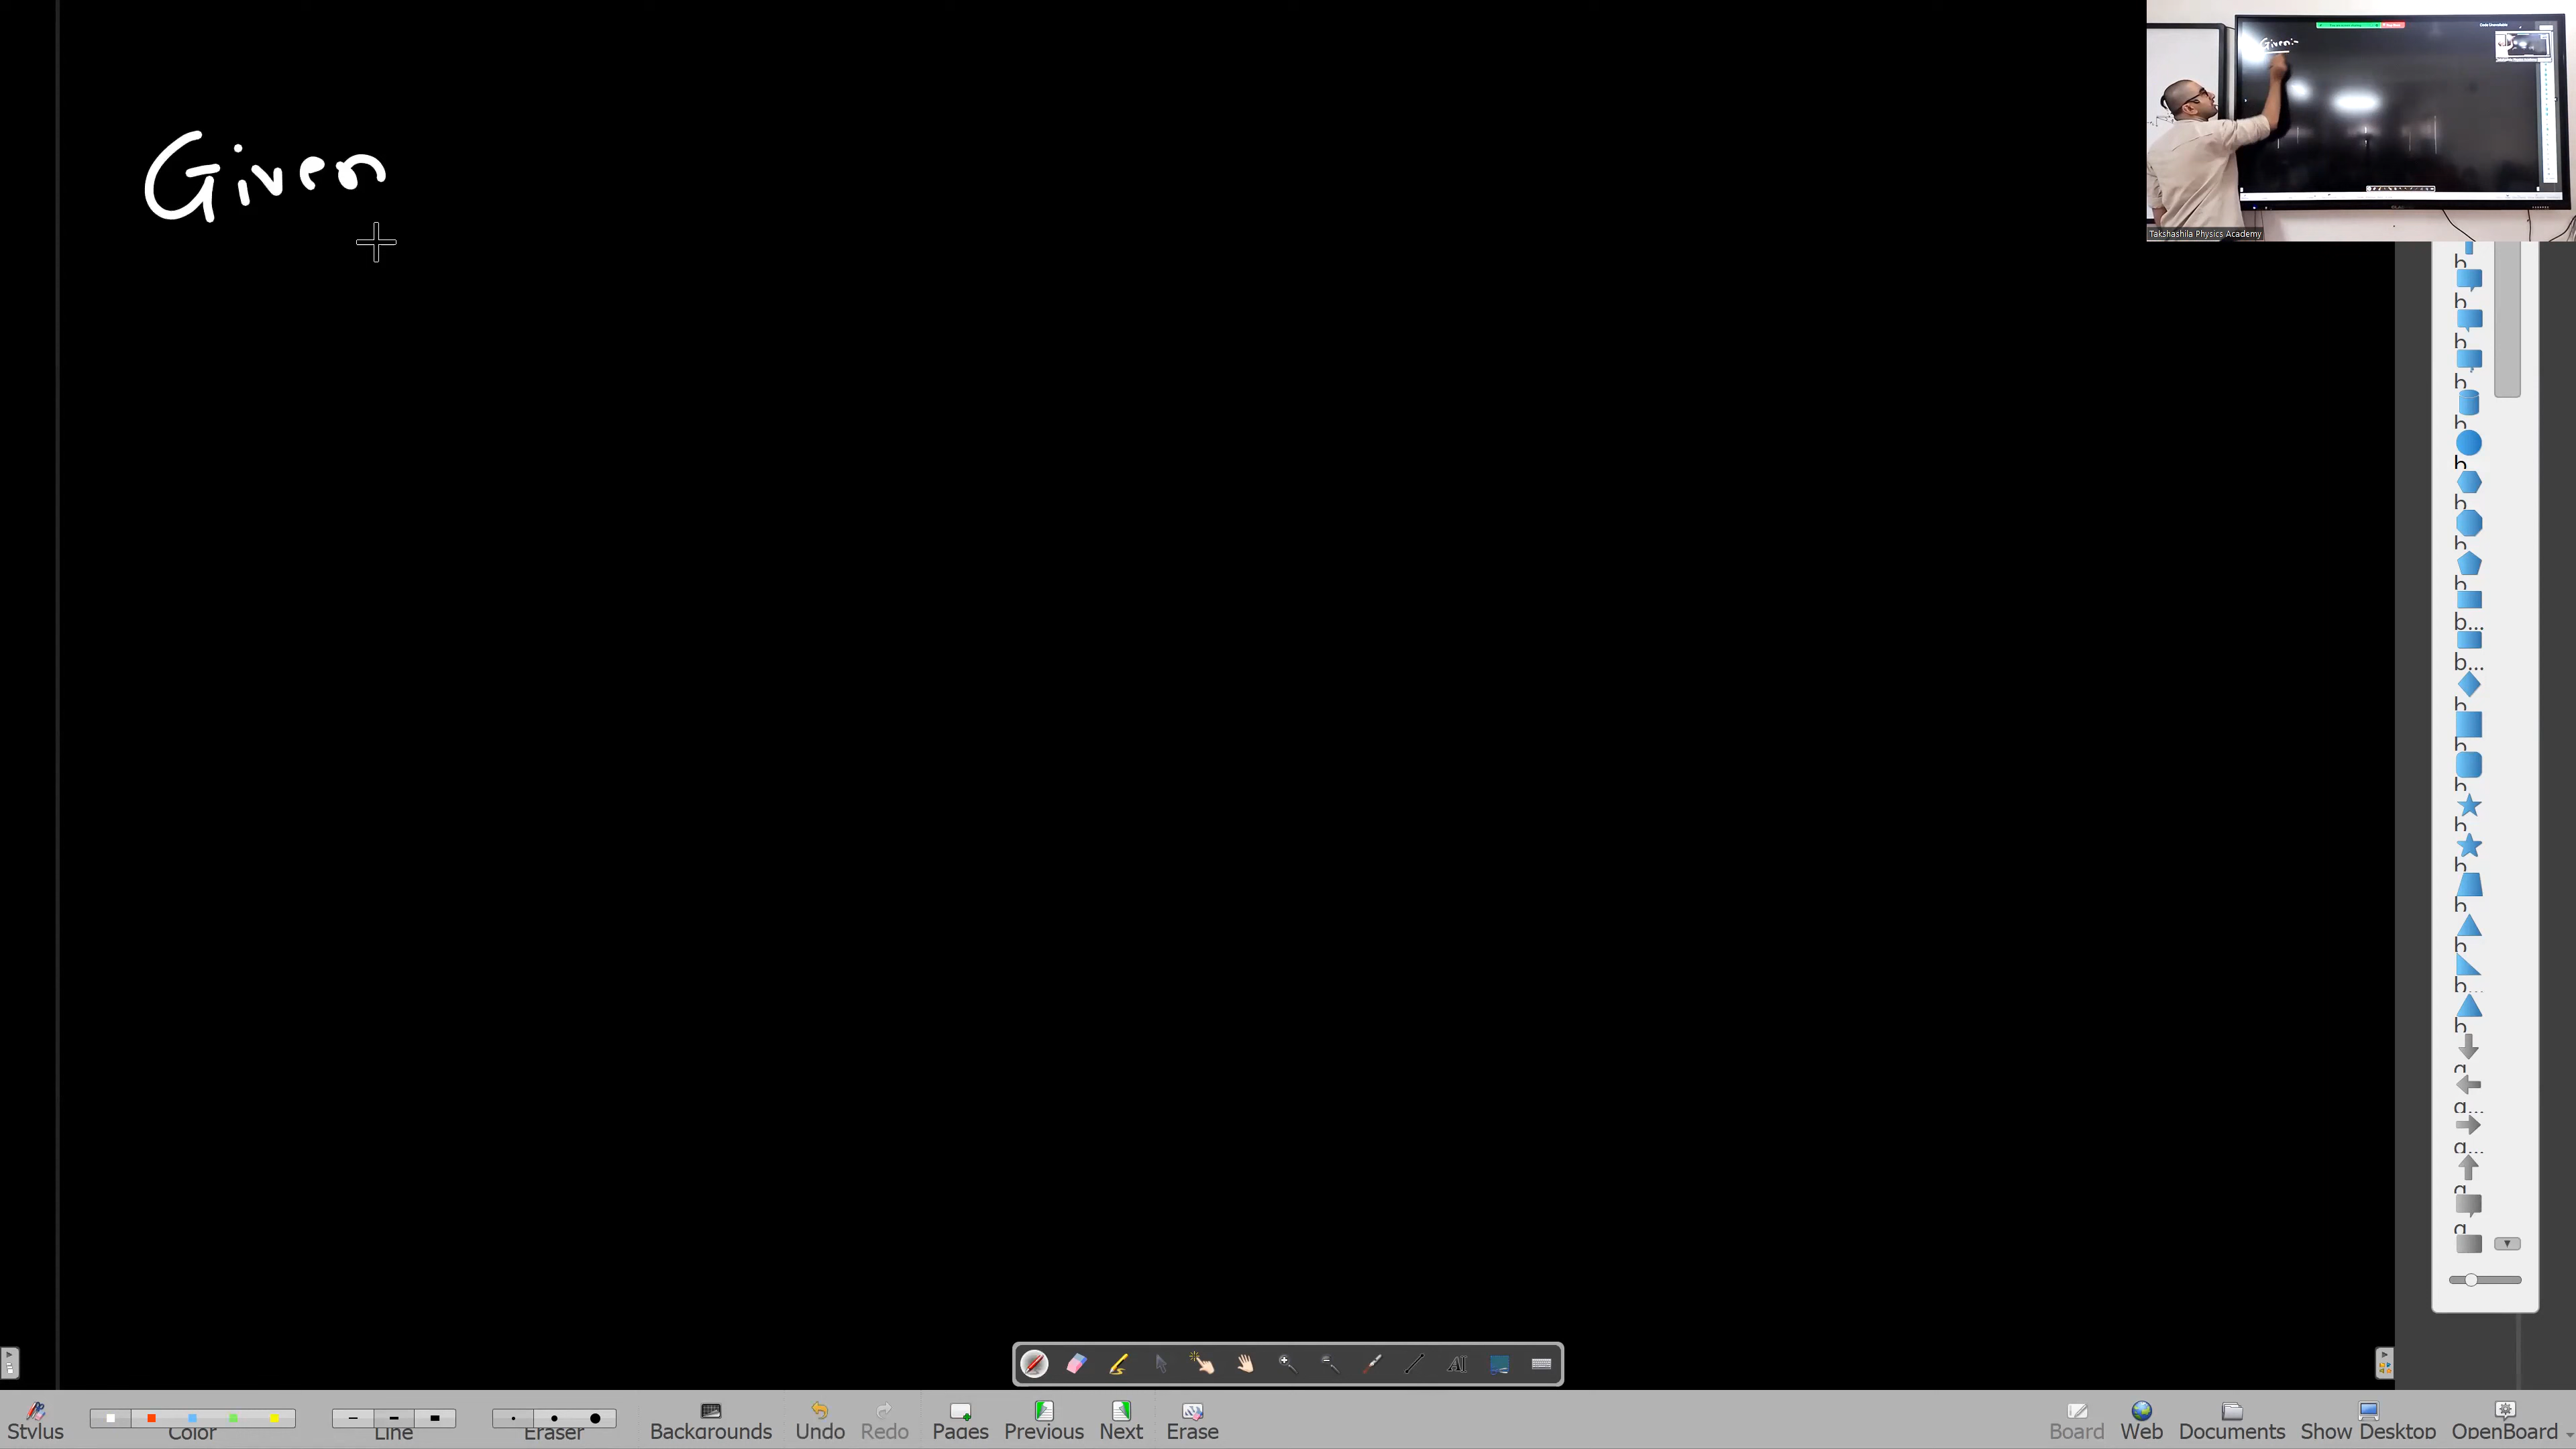 Given
Given:-
Takshashila Physics Academy
b
b
b
b
b
b
b
b
b
b...
b...
b
b
b
b
b
b
b
b...
b
a
a...
a...
a
a
Stylus
Color
Line
Eraser
Backgrounds
Undo
Redo
Pages
Previous
Next
Erase
Board
Web
Documents
Show Desktop
OpenBoard